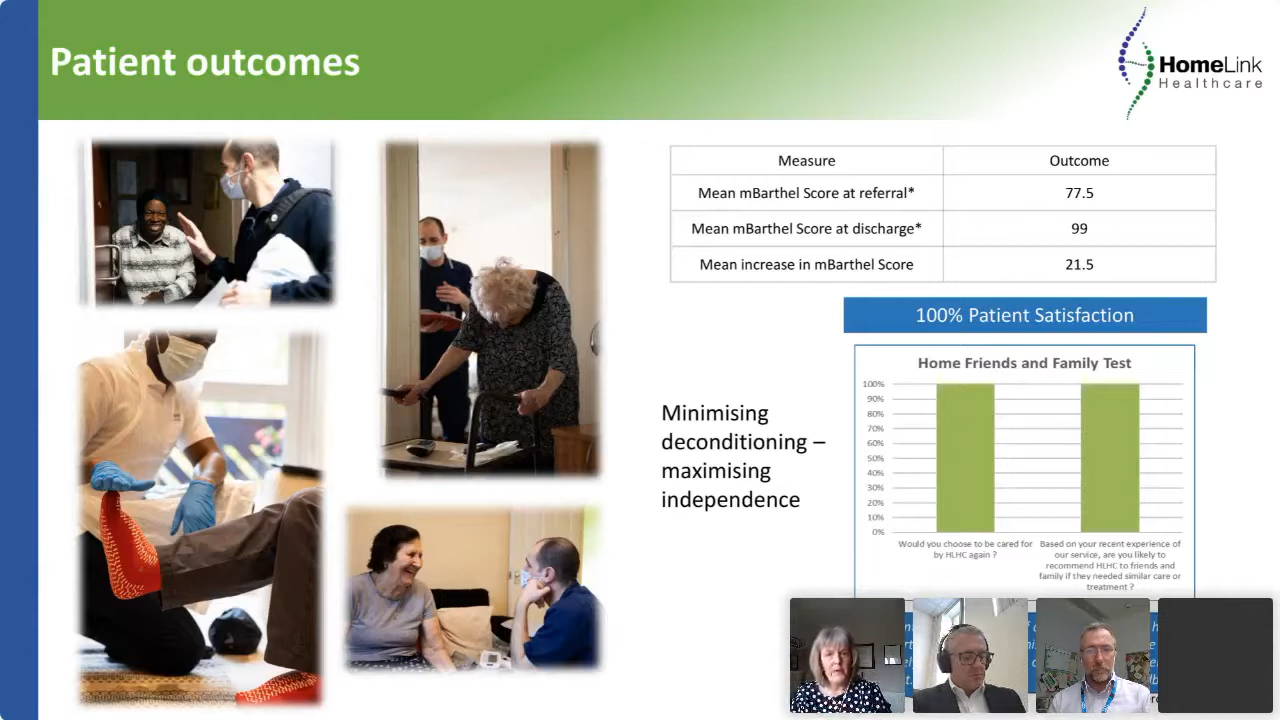 Patient outcomes
HomeLink
Healthcare
Measure Outcome
Mean mBarthel Score at referral* 77.5
Mean mBarthel Score at discharge* 99
Mean increase in mBarthel Score 21.5
100% Patient Satisfaction
Minimising
deconditioning –
maximising
independence
Home Friends and Family Test
100%
90%
80%
70%
60%
50%
40%
30%
20%
10%
0%
Would you choose to be cared for
by HLHC again ?
Based on your recent experience of
our service, are you likely to
recommend HLHC to friends and
family if they needed similar care or
treatment ?